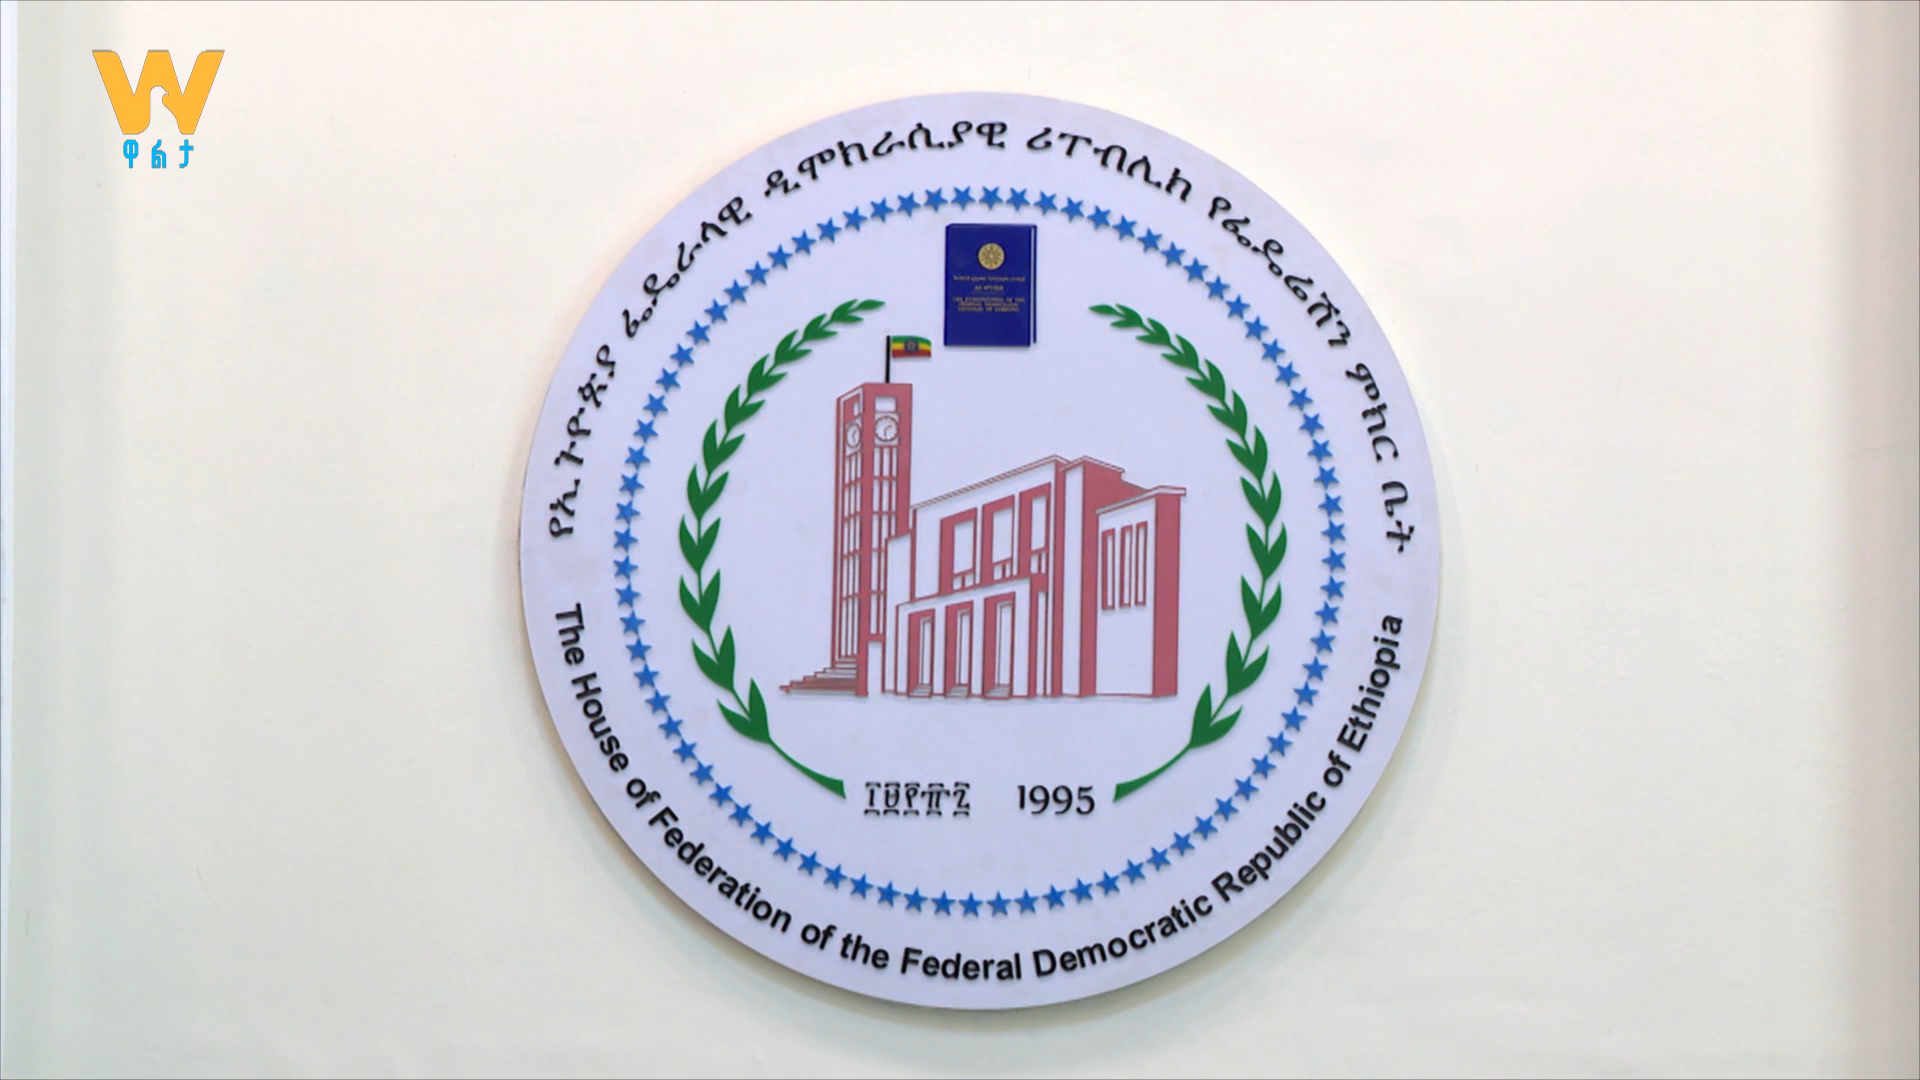 ዋልታ
የኢትዮጵያ ፌዴራላዊ ዲሞክራሲያዊ ሪፐብሊክ የፌዴሬሽን ምክር ቤት
፲፱፻፹፯ 1995
The House of Federation of the Federal Democratic Republic of Ethiopia